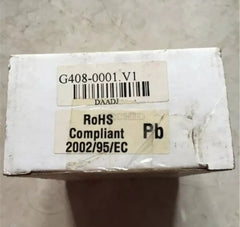 G408-0001.V1
DAADJ
RoHS
Compliant Pb
2002/95/EC